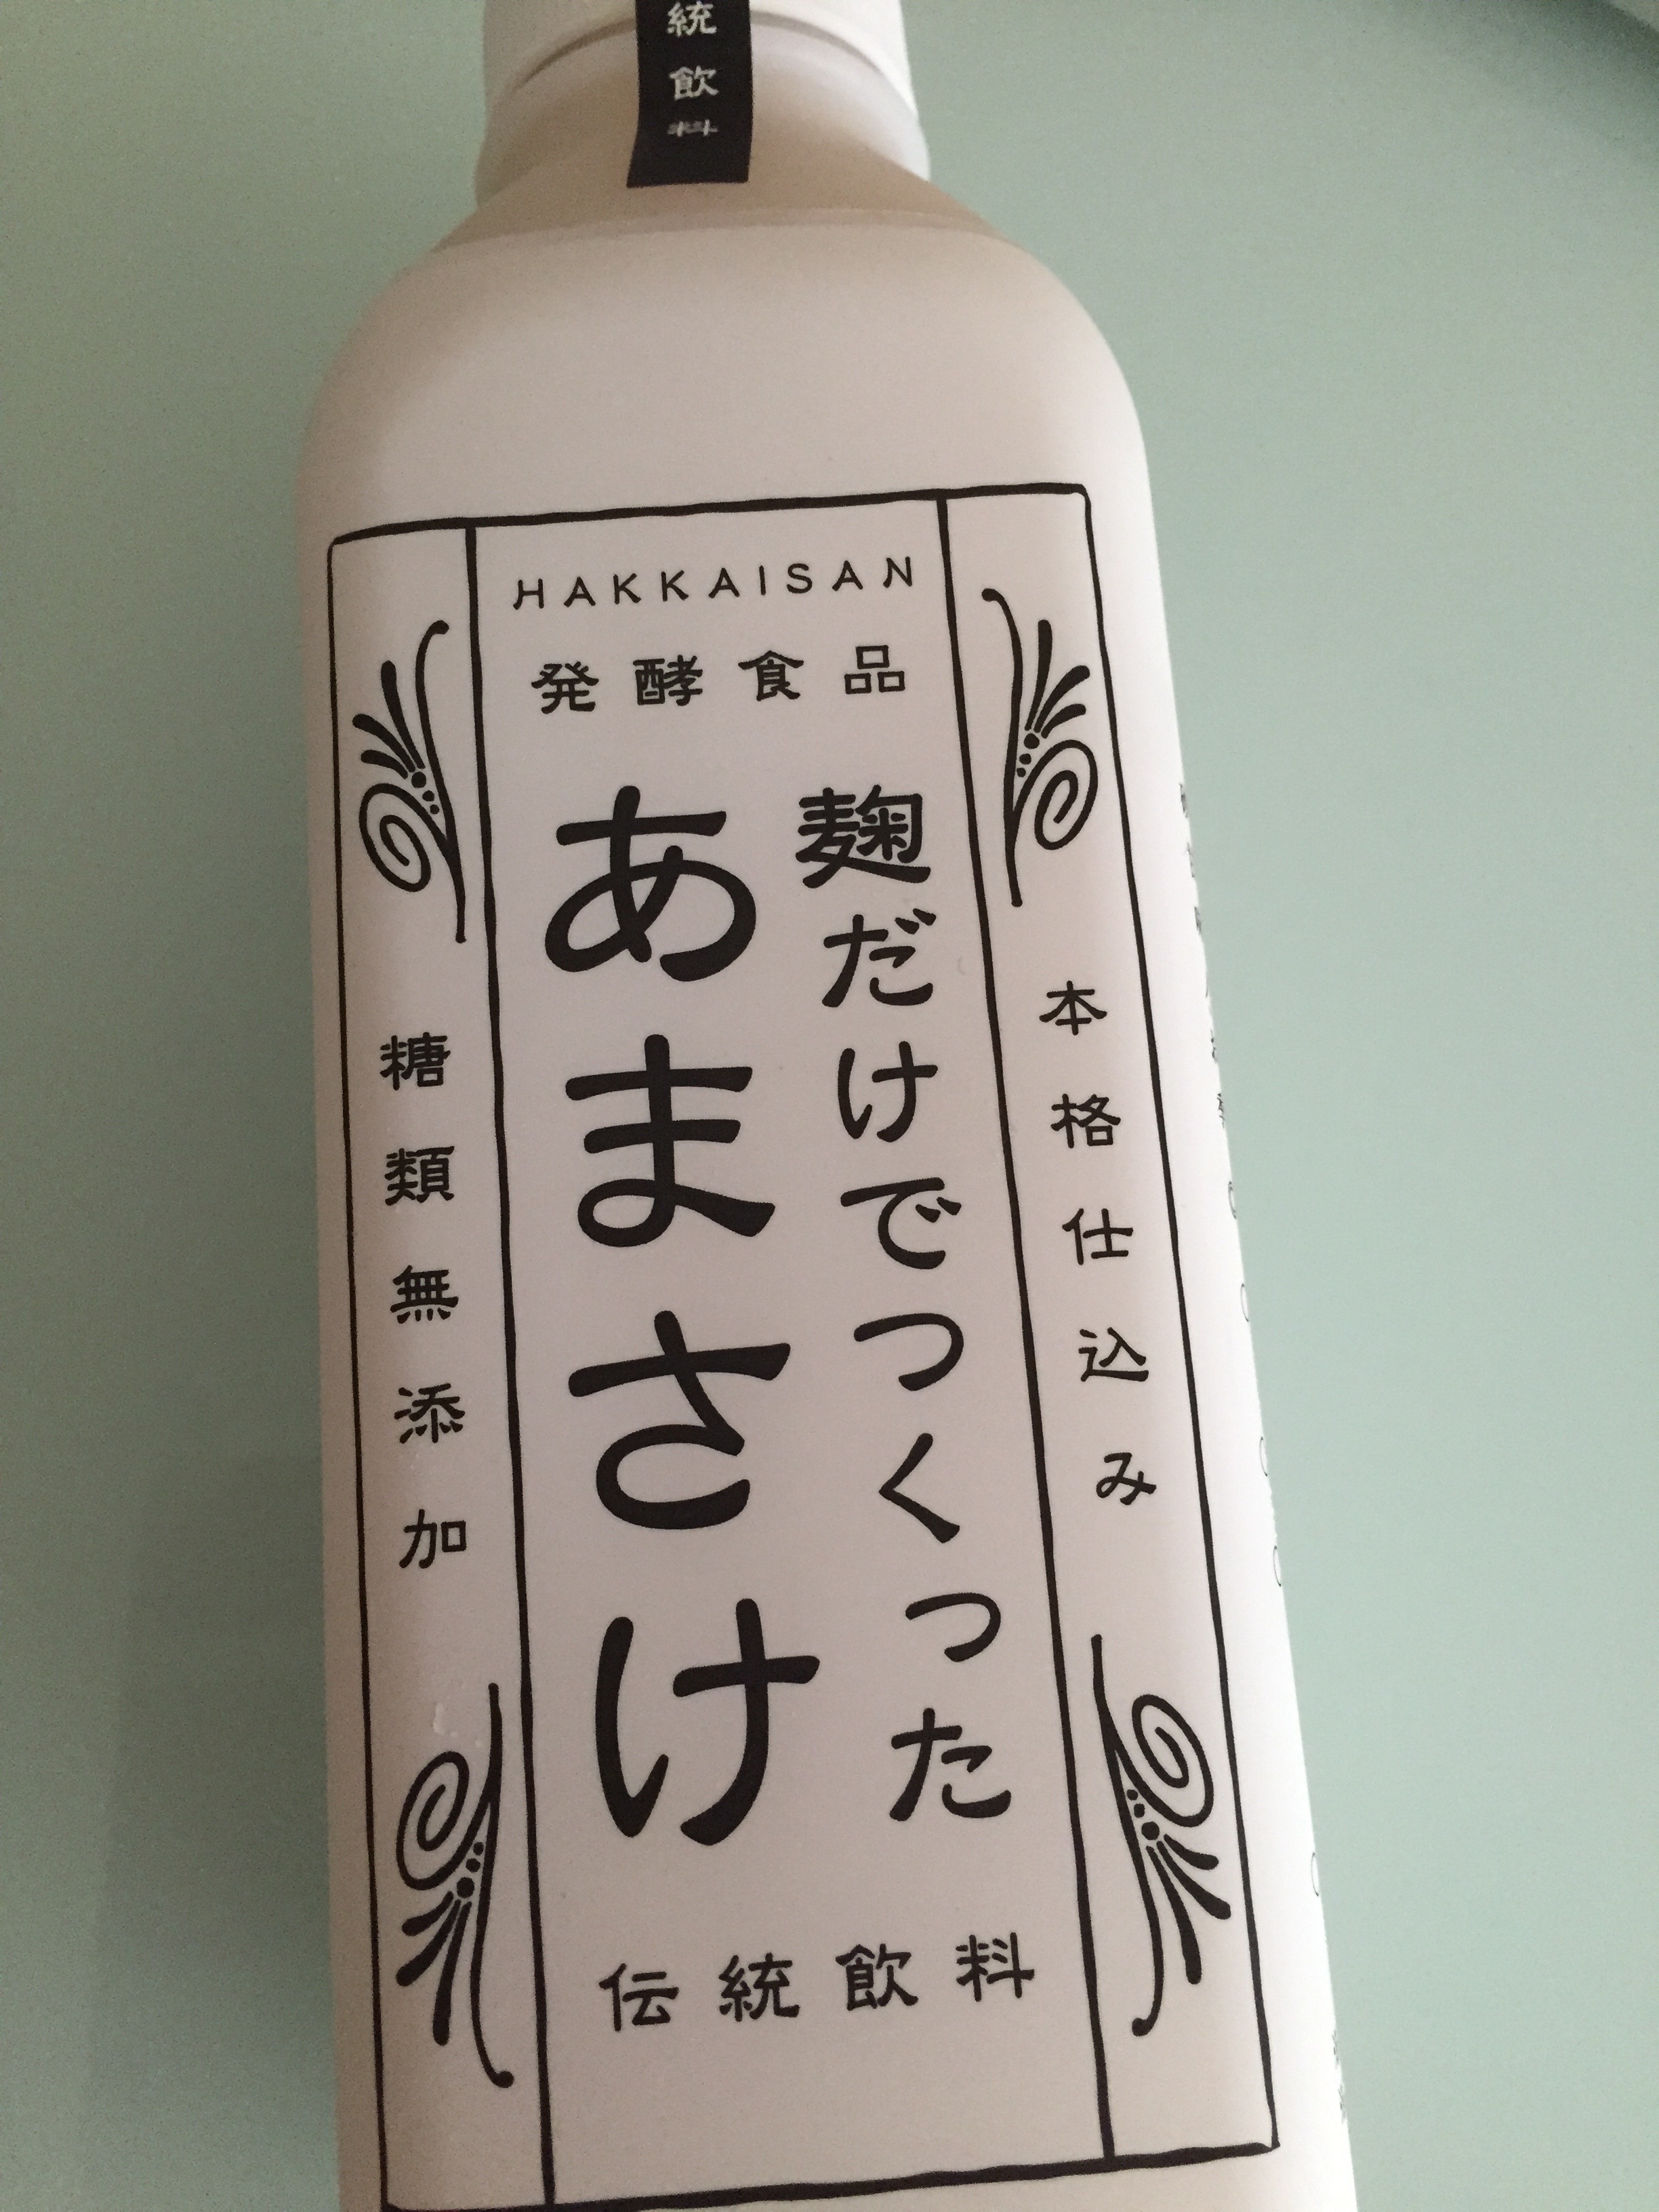 統飲料
HAKKAISAN
発酵食品
麹だけでつくった
あまさけ
本格仕込み
糖類無添加
伝統飲料